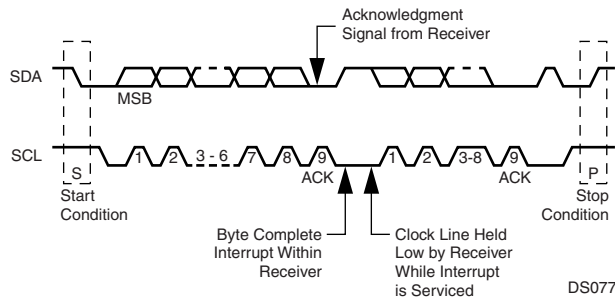 Acknowledgment
Signal from Receiver
SDA
MSB
SCL
S
1
2
3 - 6
7
8
9
1
2
3-8
9
P
ACK
ACK
Start
Condition
Stop
Condition
Byte Complete
Interrupt Within
Receiver
Clock Line Held
Low by Receiver
While Interrupt
is Serviced
DS077